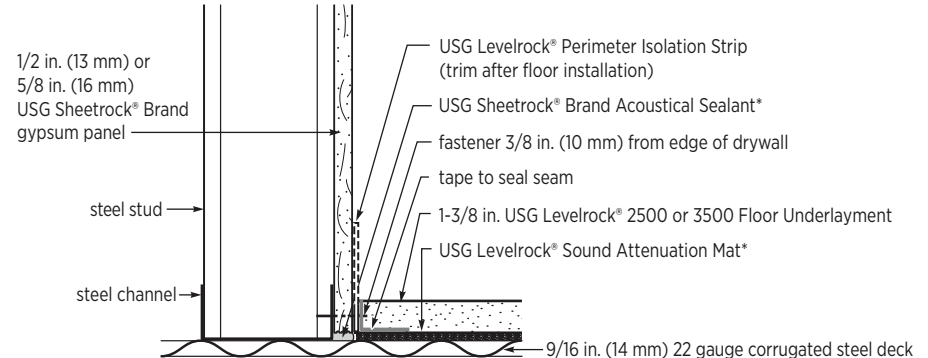 1/2 in. (13 mm) or
5/8 in. (16 mm)
USG Sheetrock® Brand
gypsum panel
steel stud
steel channel
USG Levelrock® Perimeter Isolation Strip
(trim after floor installation)
USG Sheetrock® Brand Acoustical Sealant*
fastener 3/8 in. (10 mm) from edge of drywall
tape to seal seam
1-3/8 in. USG Levelrock® 2500 or 3500 Floor Underlayment
USG Levelrock® Sound Attenuation Mat*
9/16 in. (14 mm) 22 gauge corrugated steel deck